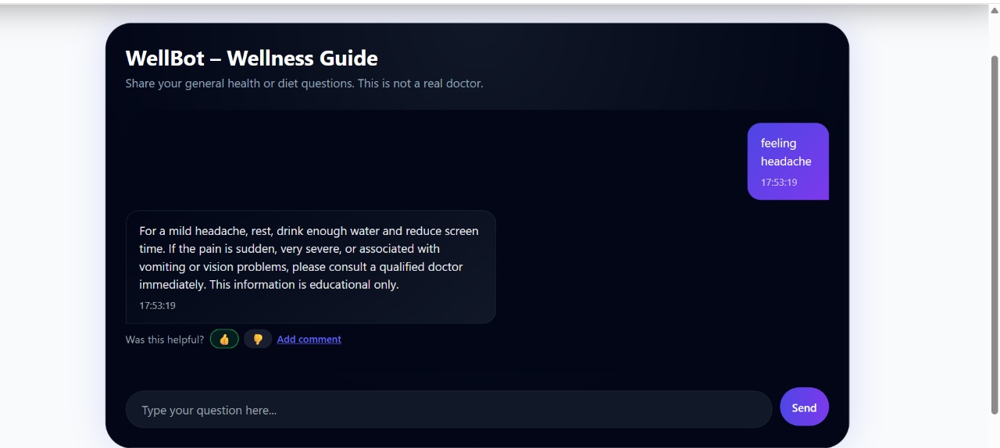 WellBot – Wellness Guide
Share your general health or diet questions. This is not a real doctor.
feeling
headache
17:53:19
For a mild headache, rest, drink enough water and reduce screen
time. If the pain is sudden, very severe, or associated with
vomiting or vision problems, please consult a qualified doctor
immediately. This information is educational only.
17:53:19
Was this helpful? 👍 👎 Add comment
Type your question here...
Send